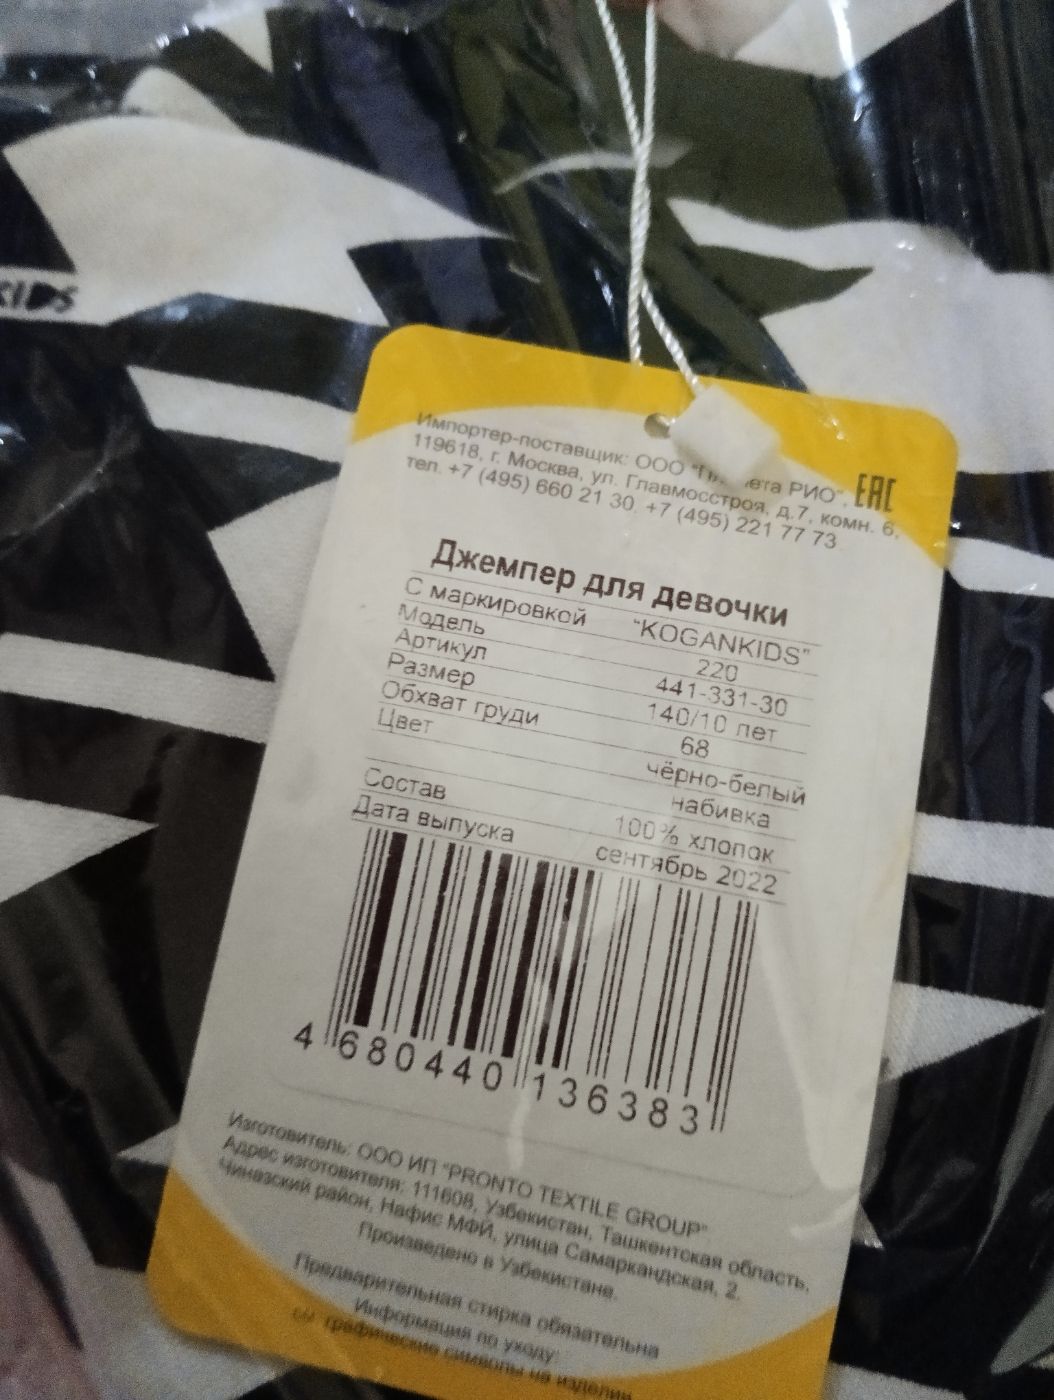 KIDS
Импортер-поставщик: ООО РИО",
119618, г. Москва, ул. Главмосстроя, д.7, комн. 6,
тел. +7 (495) 660 21 30, +7 (495) 221 77 73
EAC
Джемпер для девочки
С маркировкой "KOGANKIDS"
Модель 220
Артикул 441-331-30
Размер 140/10 лет
Обхват груди 68
Цвет чёрно-белый
набивка
Состав 100% хлопок
Дата выпуска сентябрь 2022
4 680440 136383
Изготовитель: ООО ИП "PRONTO TEXTILE GROUP"
Адрес изготовителя: 111608, Узбекистан, Ташкентская область,
Чиназский район, Нафис МФЙ, улица Самаркандская, 2.
Произведено в Узбекистане.
Предварительная стирка обязательна
Информация по уходу:
графические символы на изделии